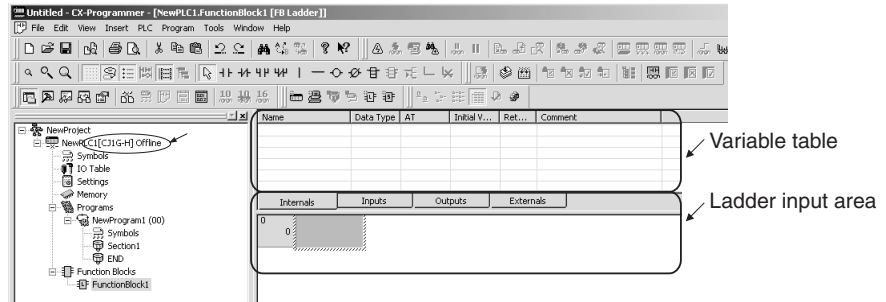 Untitled - CX-Programmer - [NewPLC1.FunctionBlock1 [FB Ladder]]
File Edit View Insert PLC Program Tools Window Help
10 16
Name Data Type AT Initial V... Ret... Comment
NewProject
NewPLC1[CJ1G-H] Offline
Symbols
IO Table
Settings
Memory
Programs
NewProgram1 (00)
Symbols
Section1
END
Function Blocks
FunctionBlock1
Internals Inputs Outputs Externals
0
0
Variable table
Ladder input area